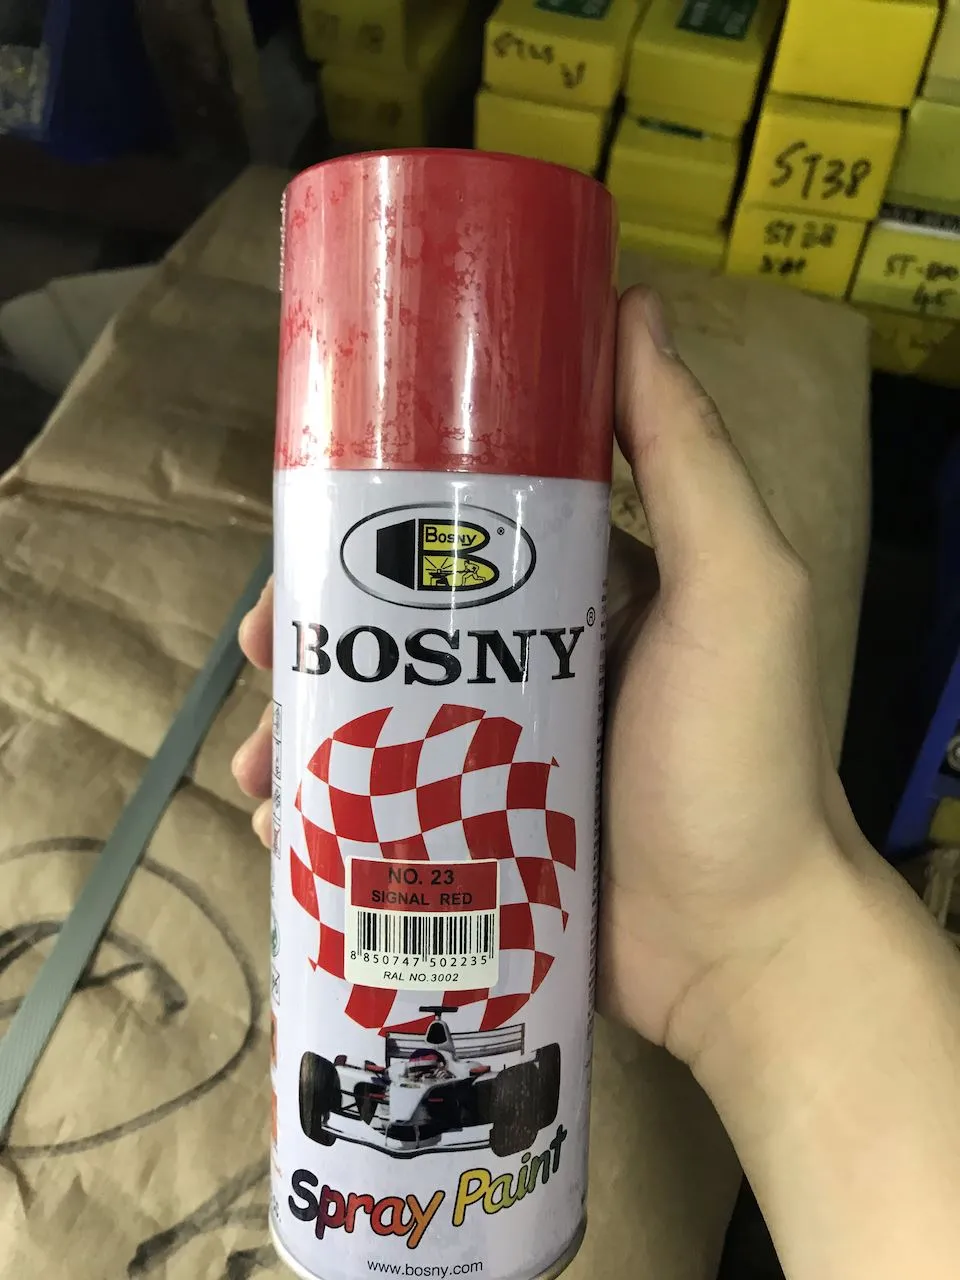 ST38
Bosny
®
BOSNY®
NO. 23
SIGNAL RED
8 850747 502235
RAL NO.3002
Spray Paint
www.bosny.com